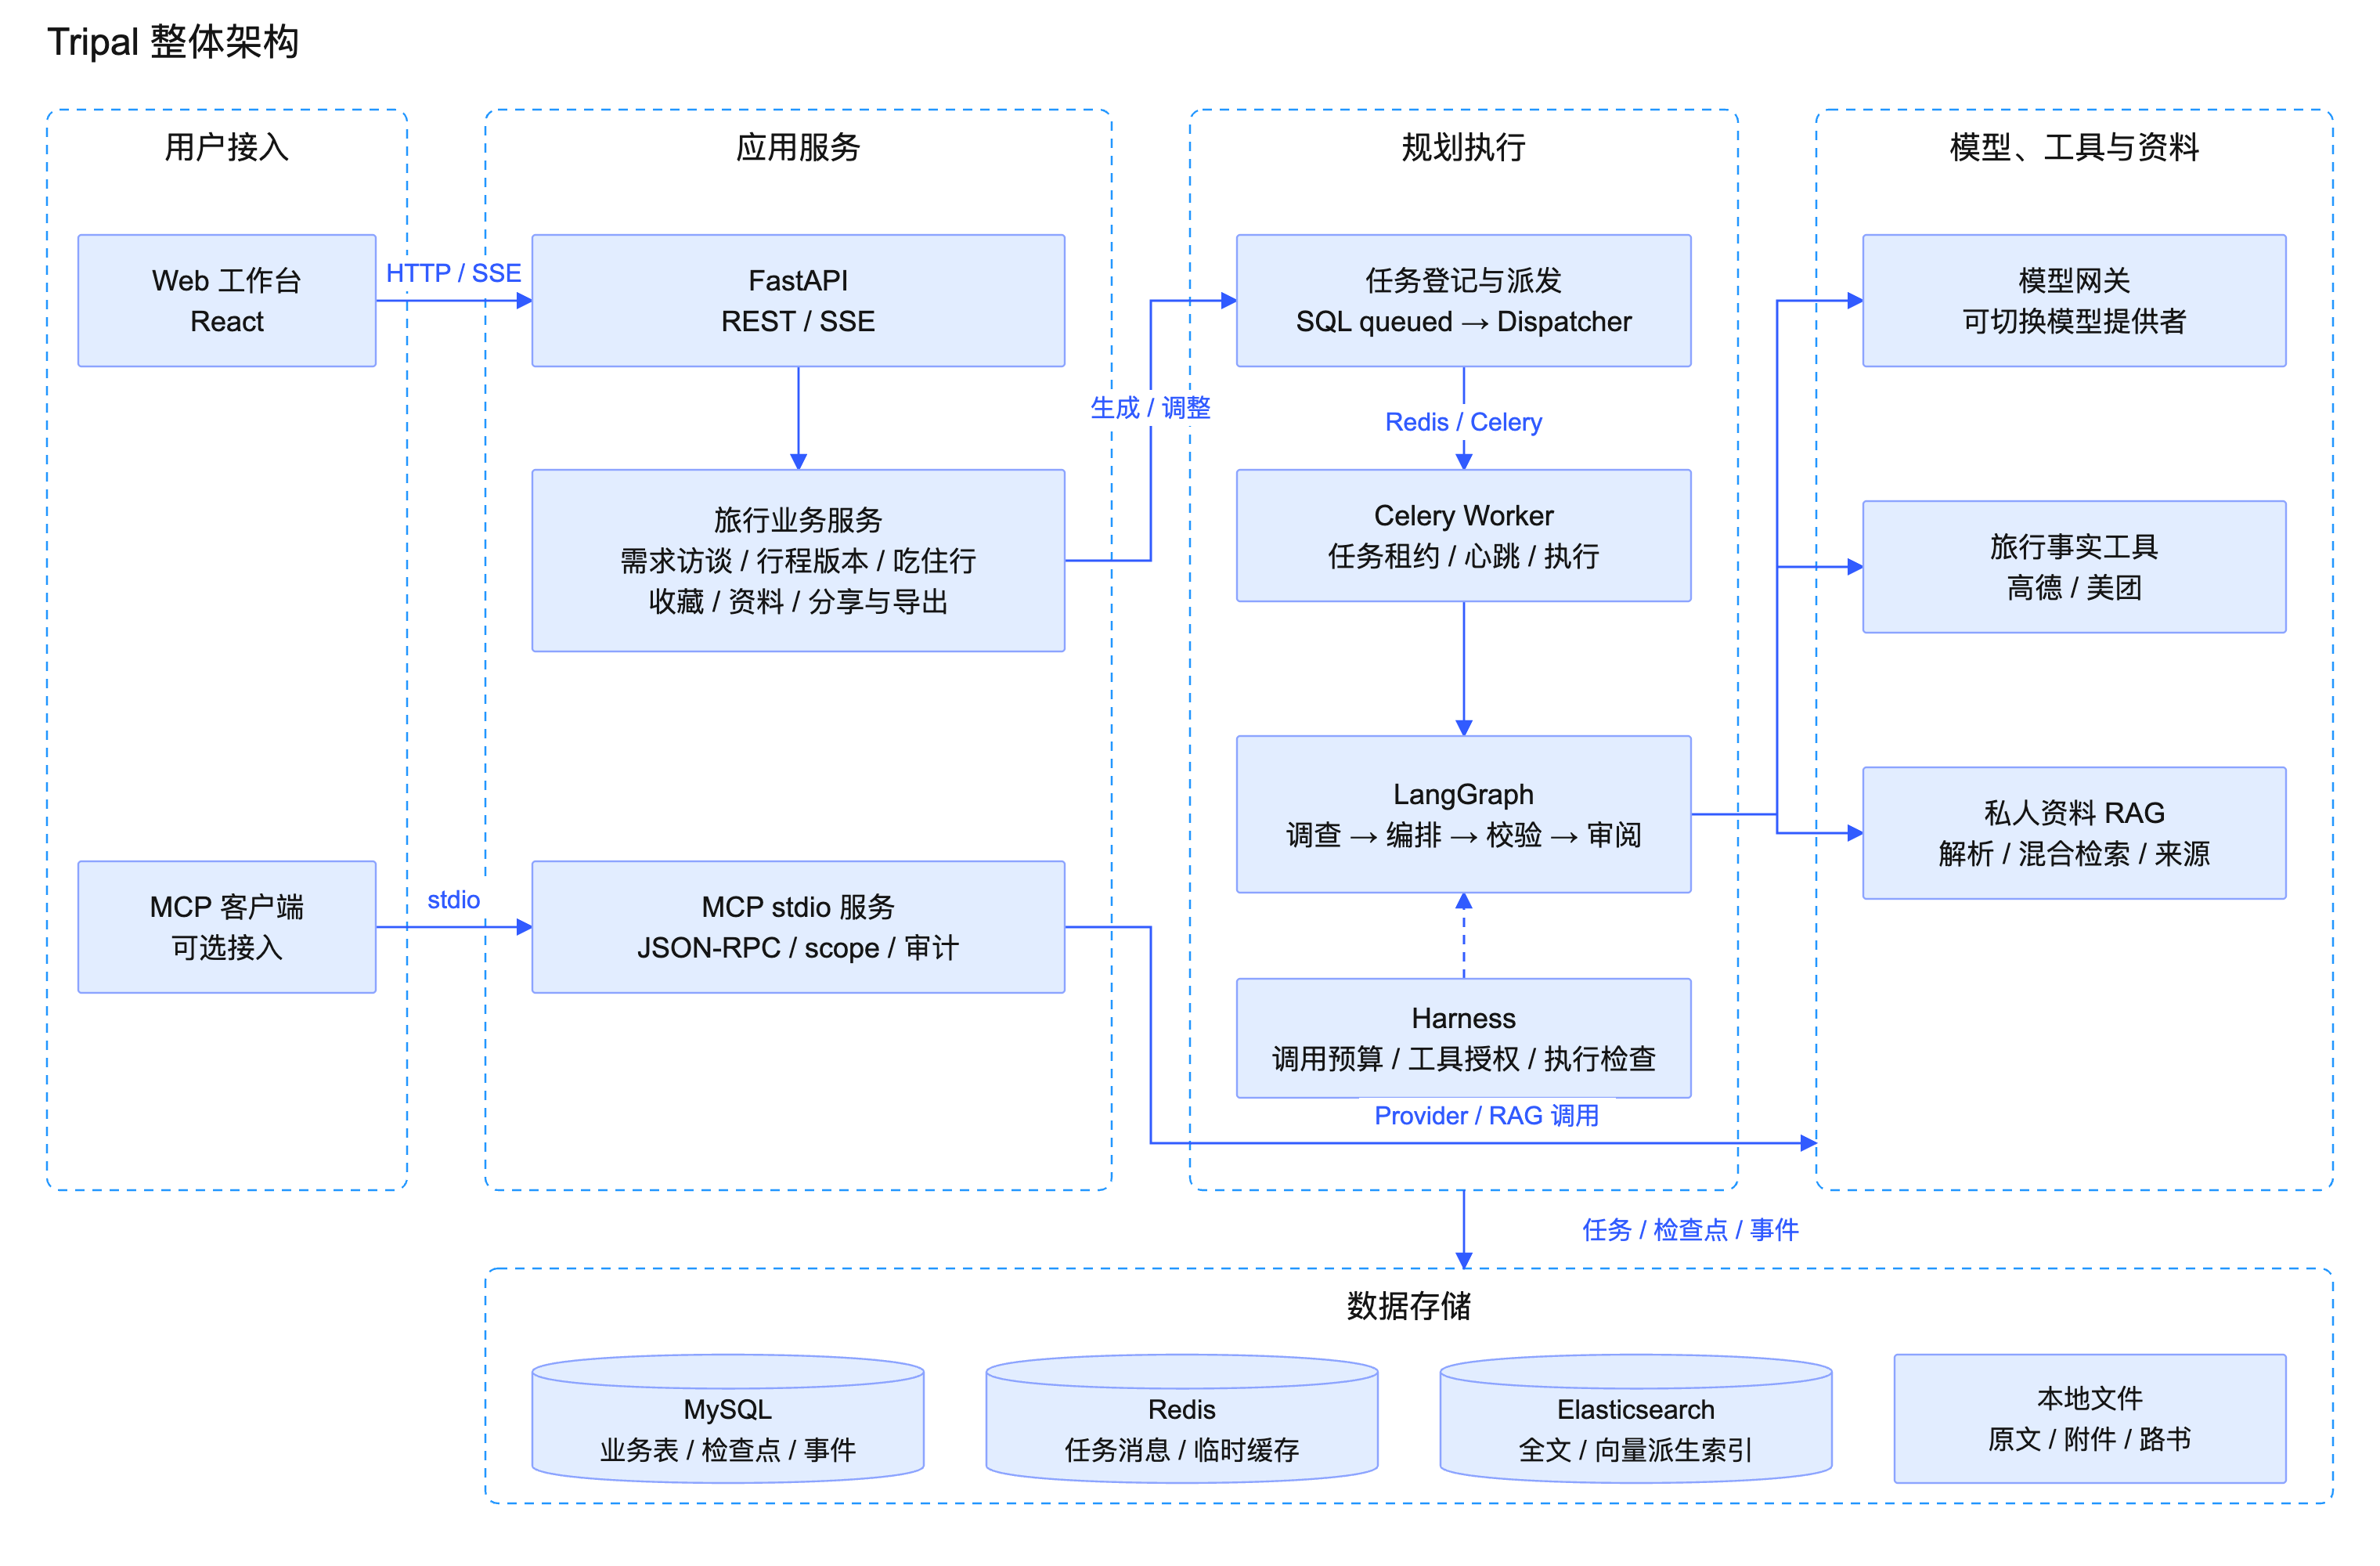 Tripal 整体架构
用户接入
Web 工作台
React
MCP 客户端
可选接入
HTTP / SSE
stdio
应用服务
FastAPI
REST / SSE
旅行业务服务
需求访谈 / 行程版本 / 吃住行
收藏 / 资料 / 分享与导出
MCP stdio 服务
JSON-RPC / scope / 审计
生成 / 调整
规划执行
任务登记与派发
SQL queued → Dispatcher
Redis / Celery
Celery Worker
任务租约 / 心跳 / 执行
LangGraph
调查 → 编排 → 校验 → 审阅
Harness
调用预算 / 工具授权 / 执行检查
Provider / RAG 调用
模型、工具与资料
模型网关
可切换模型提供者
旅行事实工具
高德 / 美团
私人资料 RAG
解析 / 混合检索 / 来源
任务 / 检查点 / 事件
数据存储
MySQL
业务表 / 检查点 / 事件
Redis
任务消息 / 临时缓存
Elasticsearch
全文 / 向量派生索引
本地文件
原文 / 附件 / 路书